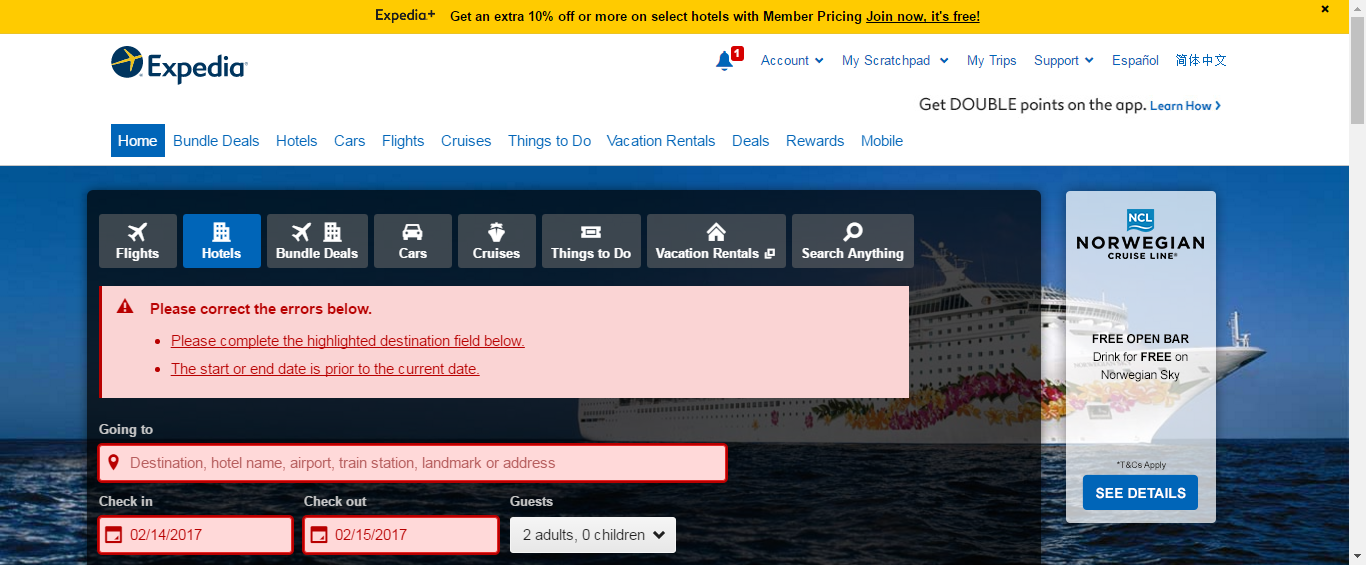 Expedia+ Get an extra 10% off or more on select hotels with Member Pricing Join now, it's free!
Expedia
1 Account My Scratchpad My Trips Support Español 简体中文
Get DOUBLE points on the app. Learn How
Home Bundle Deals Hotels Cars Flights Cruises Things to Do Vacation Rentals Deals Rewards Mobile
Flights Hotels Bundle Deals Cars Cruises Things to Do Vacation Rentals Search Anything
Please correct the errors below.
Please complete the highlighted destination field below.
The start or end date is prior to the current date.
Going to
Destination, hotel name, airport, train station, landmark or address
Check in Check out Guests
02/14/2017 02/15/2017 2 adults, 0 children
NCL
NORWEGIAN
CRUISE LINE®
FREE OPEN BAR
Drink for FREE on
Norwegian Sky
*T&Cs Apply
SEE DETAILS